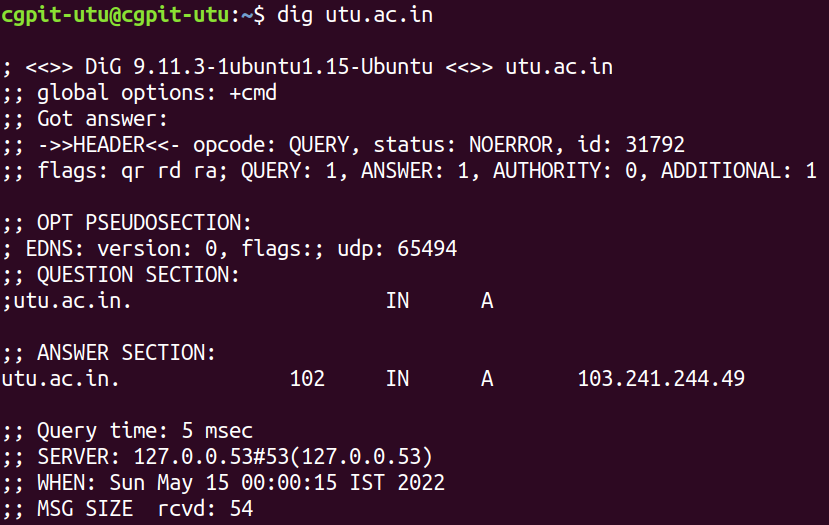 cgpit-utu@cgpit-utu:~$ dig utu.ac.in
; <<>> DiG 9.11.3-1ubuntu1.15-Ubuntu <<>> utu.ac.in
;; global options: +cmd
;; Got answer:
;; ->>HEADER<<- opcode: QUERY, status: NOERROR, id: 31792
;; flags: qr rd ra; QUERY: 1, ANSWER: 1, AUTHORITY: 0, ADDITIONAL: 1
;; OPT PSEUDOSECTION:
; EDNS: version: 0, flags:; udp: 65494
;; QUESTION SECTION:
;utu.ac.in. IN A
;; ANSWER SECTION:
utu.ac.in. 102 IN A 103.241.244.49
;; Query time: 5 msec
;; SERVER: 127.0.0.53#53(127.0.0.53)
;; WHEN: Sun May 15 00:00:15 IST 2022
;; MSG SIZE rcvd: 54